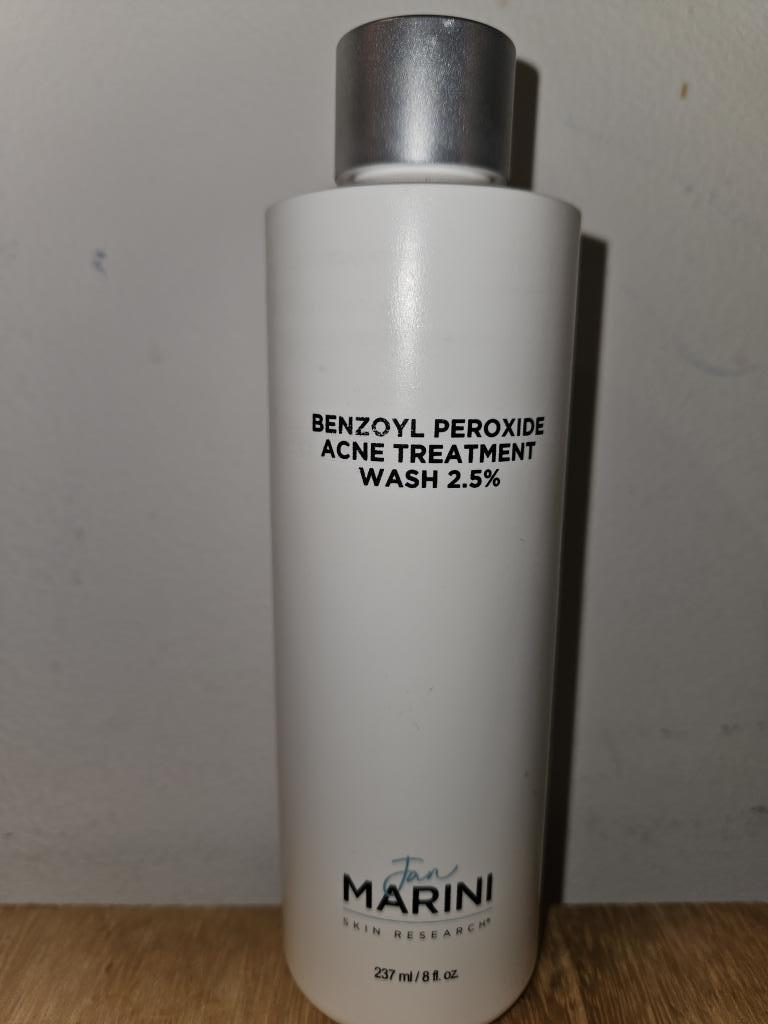 BENZOYL PEROXIDE
ACNE TREATMENT
WASH 2.5%
Jan
MARINI
SKIN RESEARCH®
237 ml / 8 fl. oz.